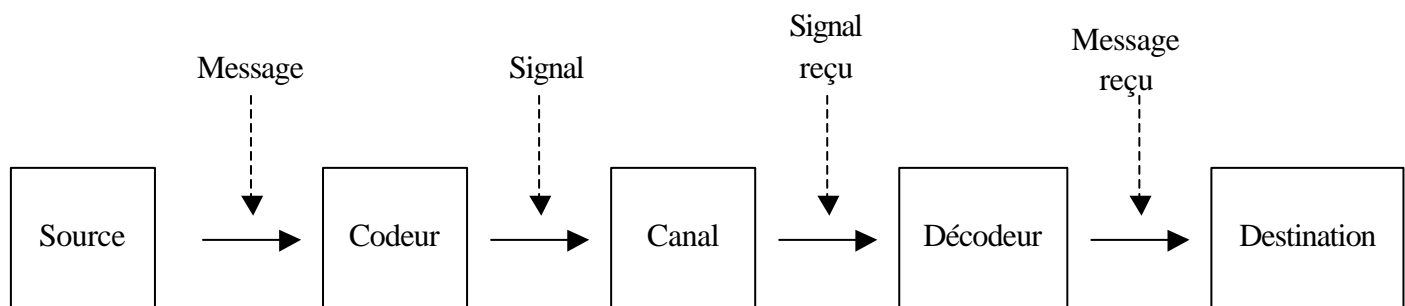 Message
Signal
Signal
reçu
Message
reçu
Source
Codeur
Canal
Décodeur
Destination